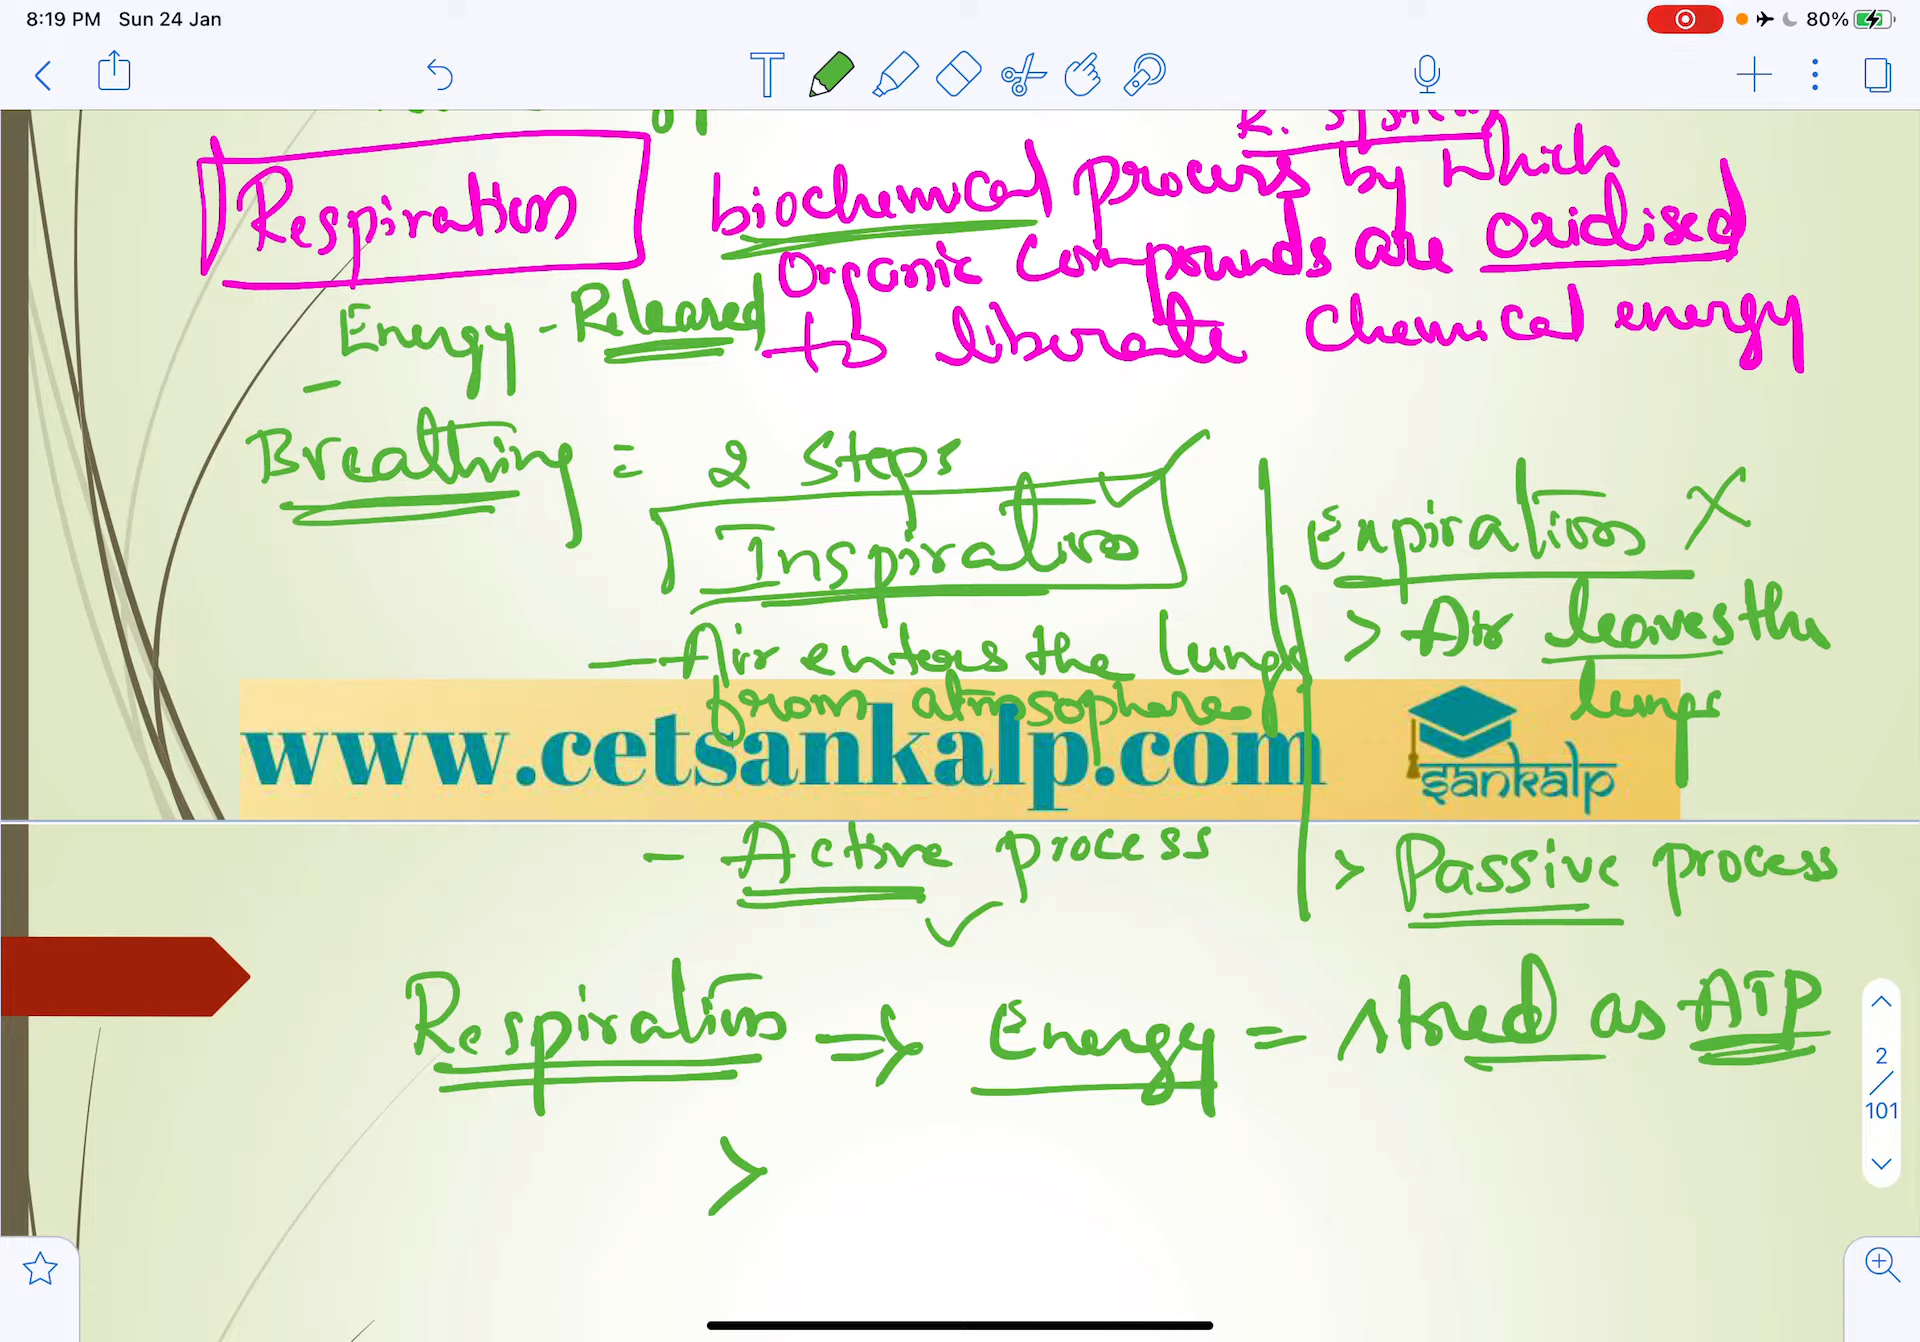 8:19 PM Sun 24 Jan
80%
R. system
Respiration
biochemical process by which
organic compounds are oxidised
to liberate chemical energy
Energy - Released
Breathing = 2 Steps
Inspiration
Expiration X
- Air enters the lungs
from atmosophere
> Air leaves the
lungs
www.cetsankalp.com
sankalp
- Active process
> Passive process
Respiration => Energy = stored as ATP
>
2
/
101